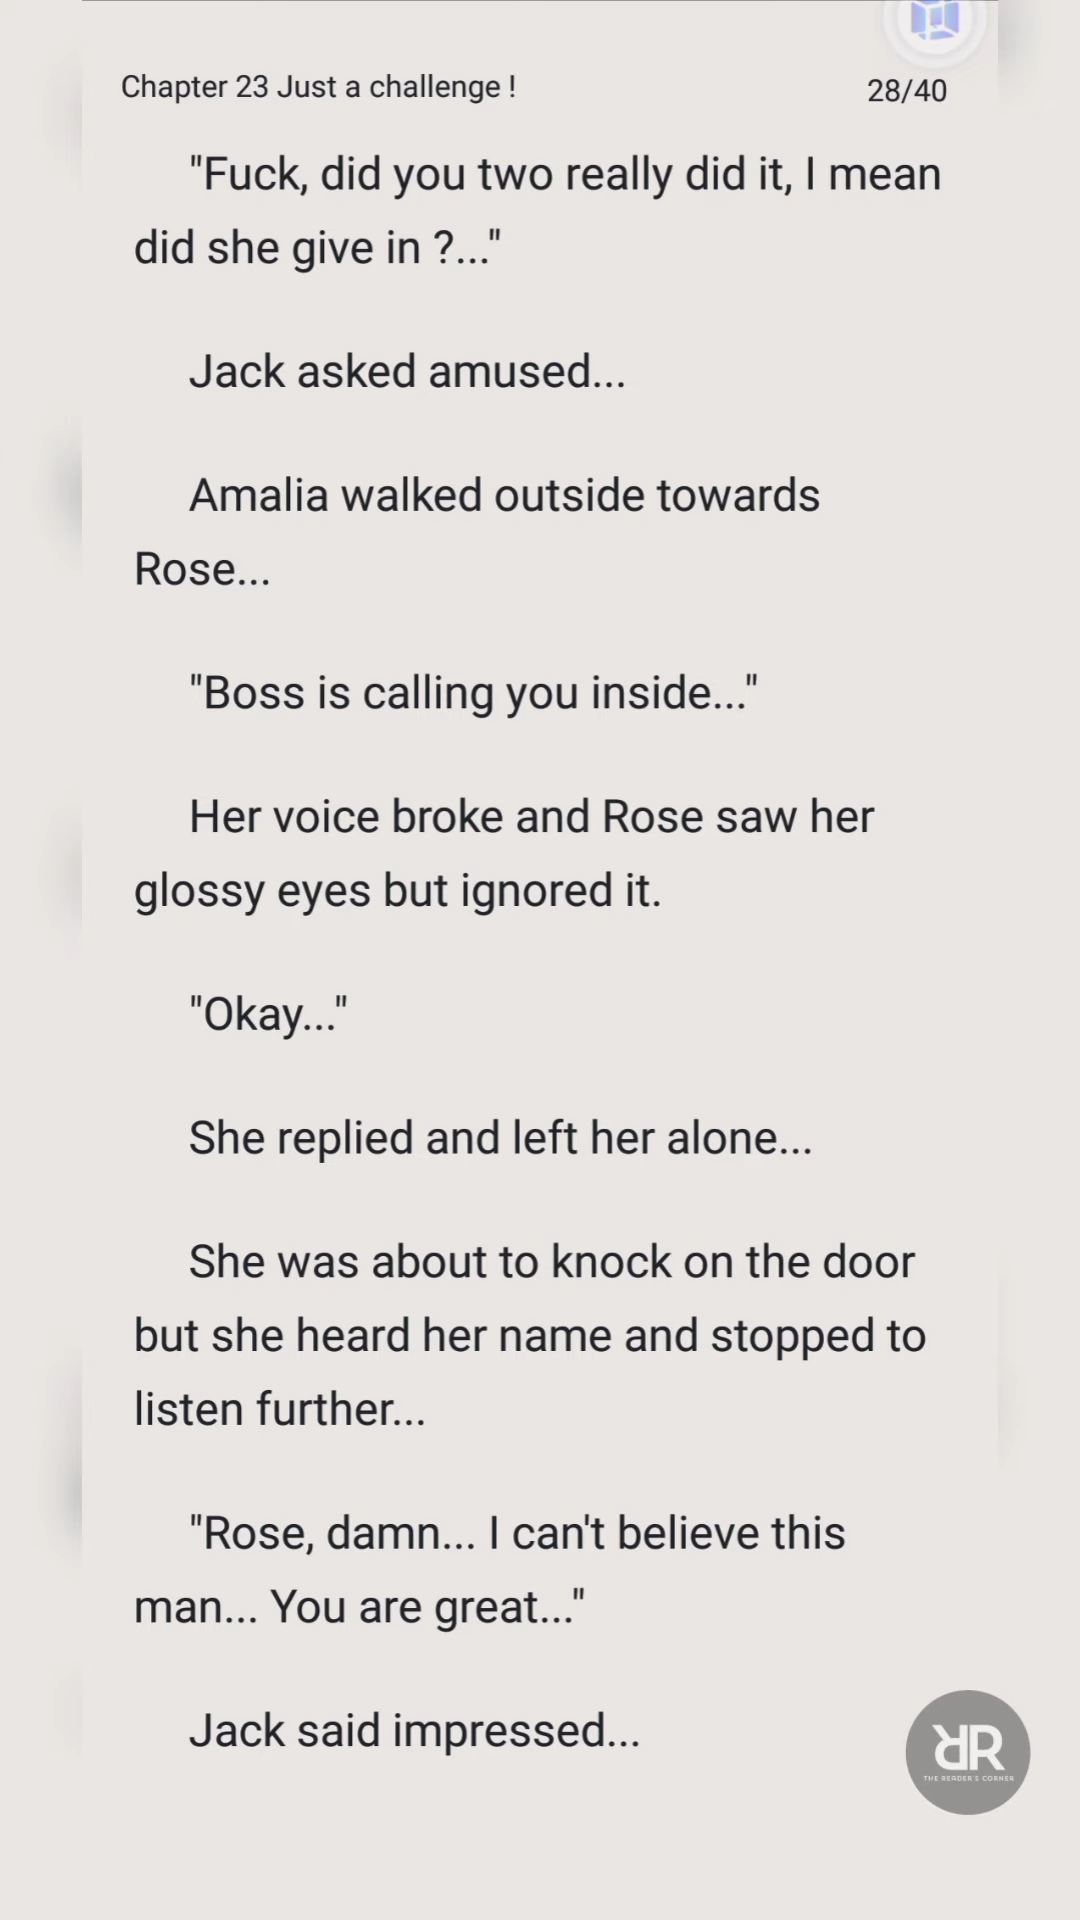 Chapter 23 Just a challenge !
28/40
"Fuck, did you two really did it, I mean
did she give in ?..."
Jack asked amused...
Amalia walked outside towards
Rose...
"Boss is calling you inside..."
Her voice broke and Rose saw her
glossy eyes but ignored it.
"Okay..."
She replied and left her alone...
She was about to knock on the door
but she heard her name and stopped to
listen further...
"Rose, damn... I can't believe this
man... You are great..."
Jack said impressed...
RR
THE READER'S CORNER